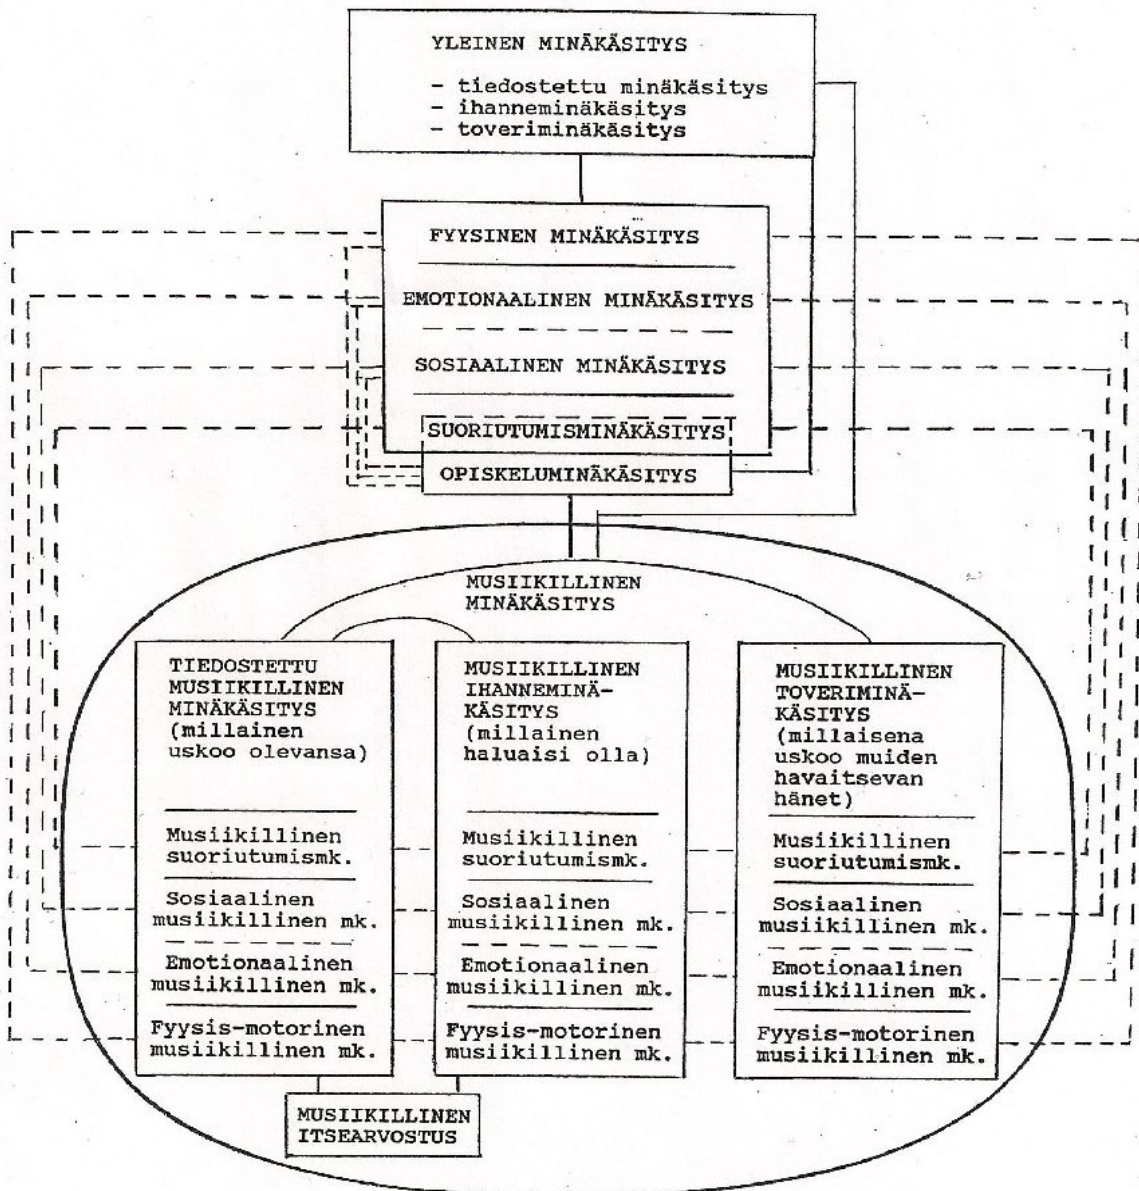 YLEINEN MINÄKÄSITYS
- tiedostettu minäkäsitys
- ihanneminäkäsitys
- toveriminäkäsitys
FYYSINEN MINÄKÄSITYS
EMOTIONAALINEN MINÄKÄSITYS
SOSIAALINEN MINÄKÄSITYS
SUORIUTUMISMINÄKÄSITYS
OPISKELUMINÄKÄSITYS
MUSIIKILLINEN
MINÄKÄSITYS
TIEDOSTETTU
MUSIIKILLINEN
MINÄKÄSITYS
(millainen
uskoo olevansa)
Musiikillinen
suoriutumismk.
Sosiaalinen
musiikillinen mk.
Emotionaalinen
musiikillinen mk.
Fyysis-motorinen
musiikillinen mk.
MUSIIKILLINEN
IHANNEMINÄ-
KÄSITYS
(millainen
haluaisi olla)
Musiikillinen
suoriutumismk.
Sosiaalinen
musiikillinen mk.
Emotionaalinen
musiikillinen mk.
Fyysis-motorinen
musiikillinen mk.
MUSIIKILLINEN
TOVERIMINÄ-
KÄSITYS
(millaisena
uskoo muiden
havaitsevan
hänet)
Musiikillinen
suoriutumismk.
Sosiaalinen
musiikillinen mk.
Emotionaalinen
musiikillinen mk.
Fyysis-motorinen
musiikillinen mk.
MUSIIKILLINEN
ITSEARVOSTUS